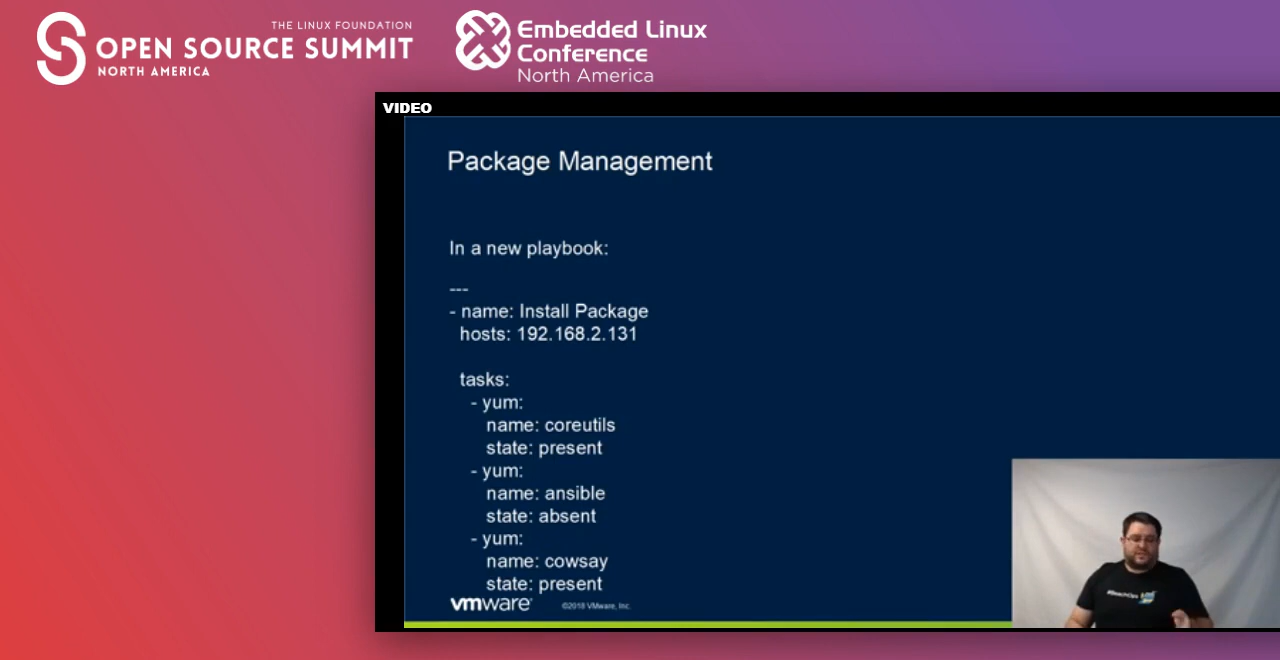 THE LINUX FOUNDATION
OPEN SOURCE SUMMIT
NORTH AMERICA
Embedded Linux
Conference
North America
VIDEO
Package Management
In a new playbook:
---
- name: Install Package
hosts: 192.168.2.131
tasks:
- yum:
name: coreutils
state: present
- yum:
name: ansible
state: absent
- yum:
name: cowsay
state: present
vmware
©2018 VMware, Inc.